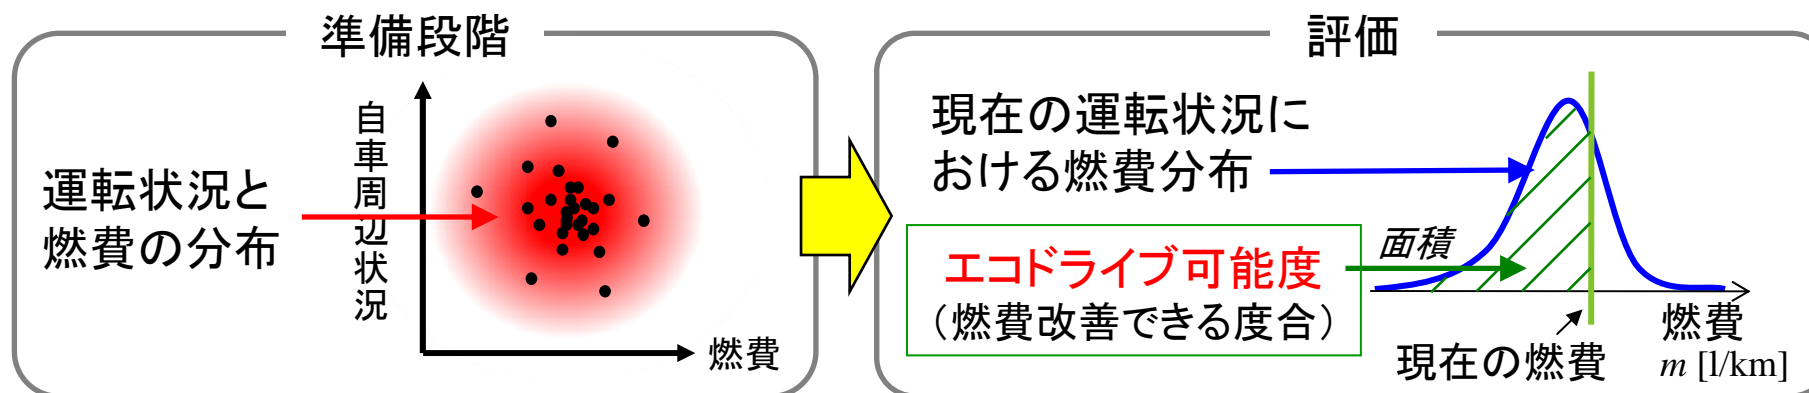 準備段階
運転状況と
燃費の分布
自車周辺状況
燃費
評価
現在の運転状況に
おける燃費分布
エコドライブ可能度
（燃費改善できる度合）
面積
現在の燃費
燃費
m [l/km]